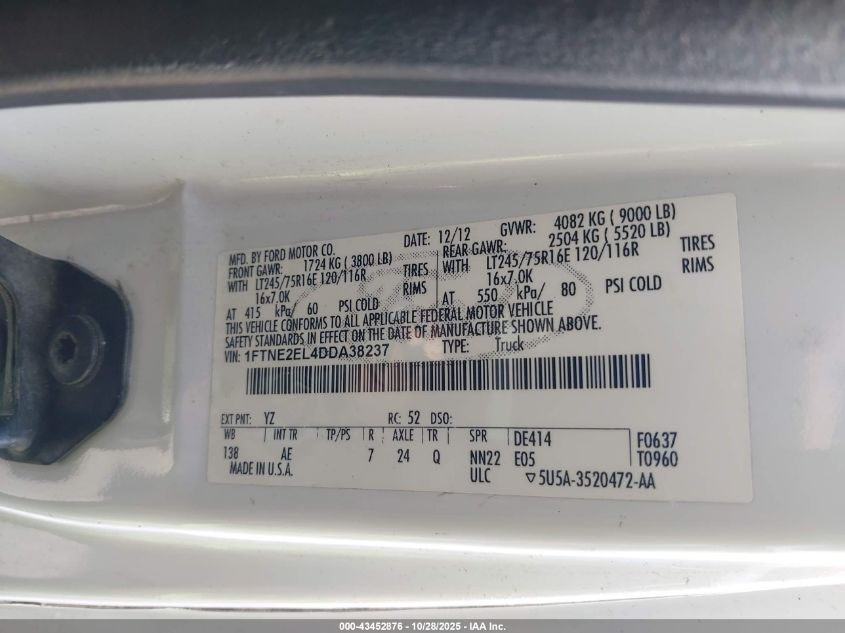 MFD. BY FORD MOTOR CO. DATE: 12/12 GVWR: 4082 KG ( 9000 LB)
FRONT GAWR: 1724 KG ( 3800 LB) REAR GAWR: 2504 KG ( 5520 LB)
WITH LT245/75R16E 120/116R TIRES WITH LT245/75R16E 120/116R TIRES
16x7.0K RIMS 16x7.0K RIMS
AT 415 kPa/ 60 PSI COLD AT 550 kPa/ 80 PSI COLD
THIS VEHICLE CONFORMS TO ALL APPLICABLE FEDERAL MOTOR VEHICLE
SAFETY STANDARDS IN EFFECT ON THE DATE OF MANUFACTURE SHOWN ABOVE.
VIN: 1FTNE2EL4DDA38237 TYPE: Truck
EXT PNT: YZ RC: 52 DSO:
WB INT TR TP/PS R AXLE TR SPR DE414 F0637
138 AE 7 24 Q NN22 E05 T0960
MADE IN U.S.A. ULC ▽5U5A-3520472-AA
000-43452876 | 10/28/2025 - IAA Inc.